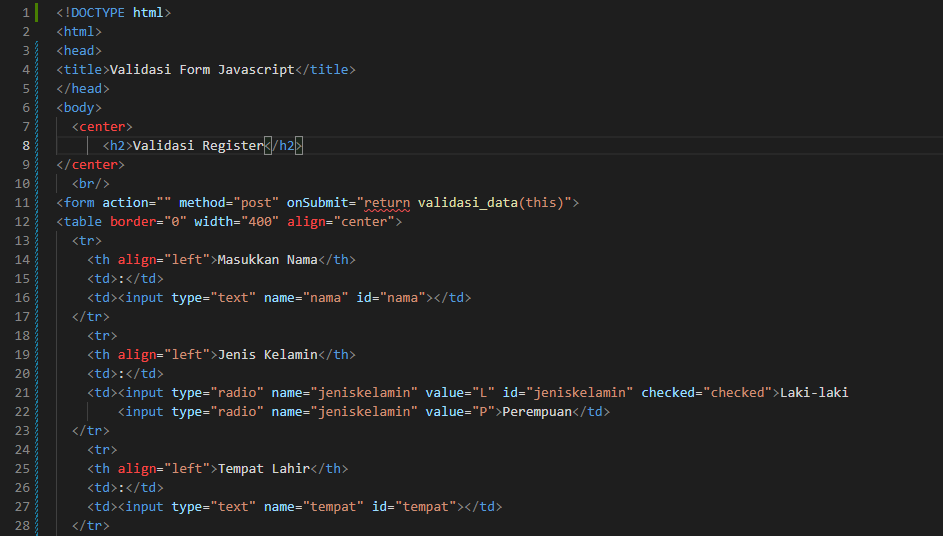 1 <!DOCTYPE html>
2 <html>
3 <head>
4 <title>Validasi Form Javascript</title>
5 </head>
6 <body>
7 <center>
8 <h2>Validasi Register</h2>
9 </center>
10 <br/>
11 <form action="" method="post" onSubmit="return validasi_data(this)">
12 <table border="0" width="400" align="center">
13 <tr>
14 <th align="left">Masukkan Nama</th>
15 <td>:</td>
16 <td><input type="text" name="nama" id="nama"></td>
17 </tr>
18 <tr>
19 <th align="left">Jenis Kelamin</th>
20 <td>:</td>
21 <td><input type="radio" name="jeniskelamin" value="L" id="jeniskelamin" checked="checked">Laki-laki
22 <input type="radio" name="jeniskelamin" value="P">Perempuan</td>
23 </tr>
24 <tr>
25 <th align="left">Tempat Lahir</th>
26 <td>:</td>
27 <td><input type="text" name="tempat" id="tempat"></td>
28 </tr>